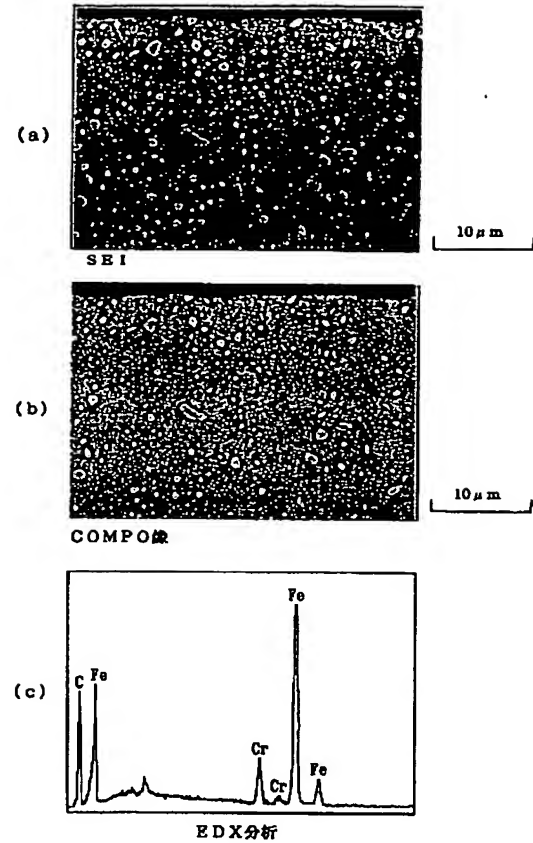 (a)
SEI
10μm
(b)
COMPO像
10μm
(c)
C Fe Cr Cr Fe Fe
EDX分析